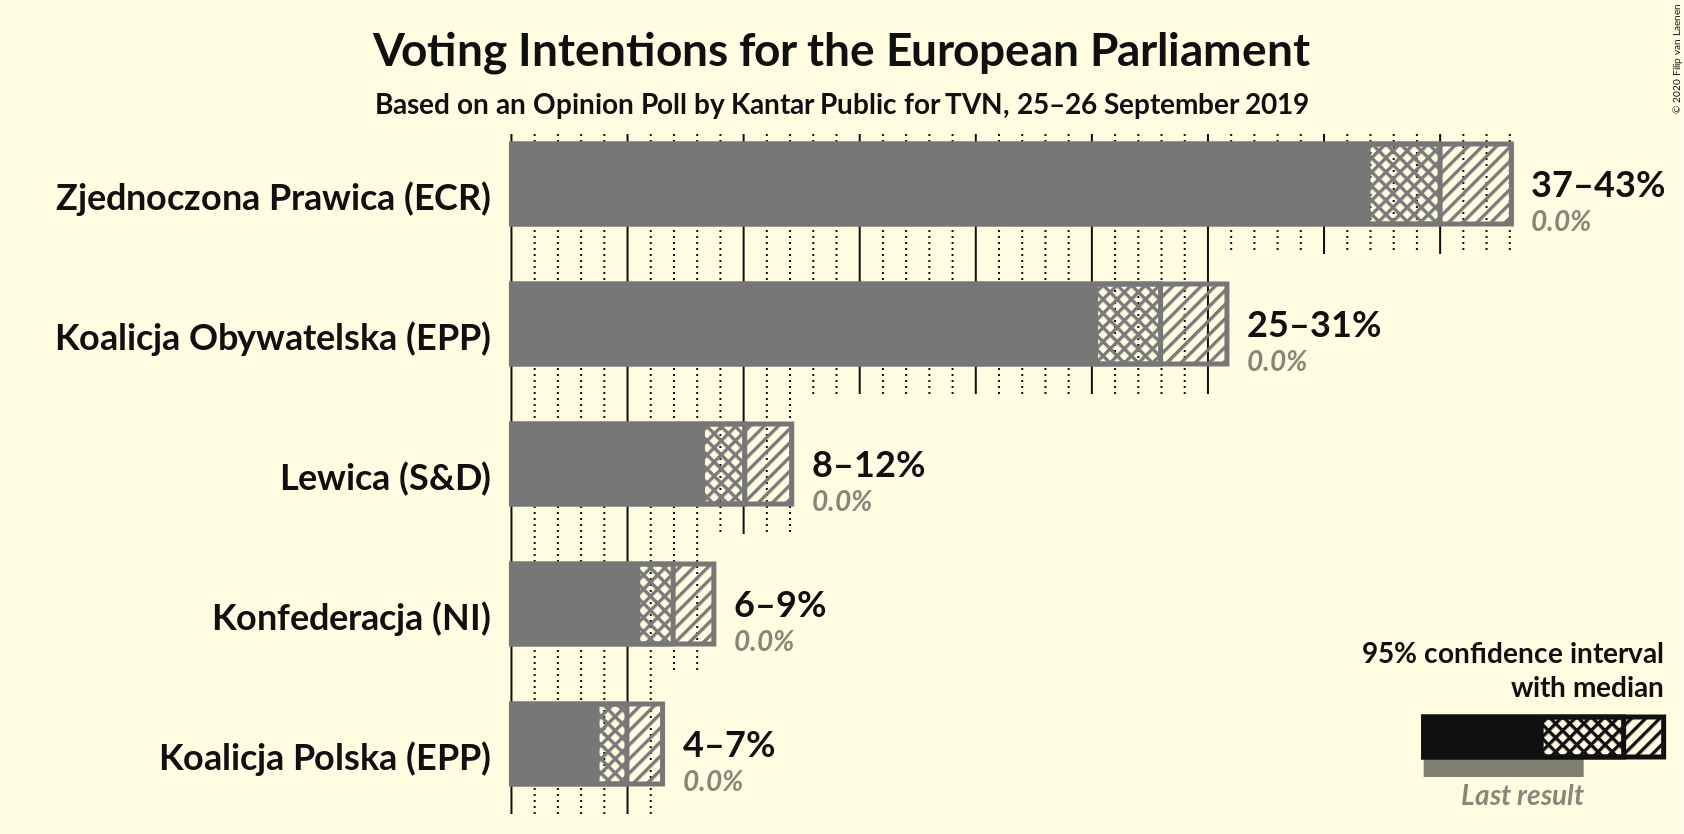 Voting Intentions for the European Parliament
Based on an Opinion Poll by Kantar Public for TVN, 25–26 September 2019
© 2020 Filip van Laenen
Zjednoczona Prawica (ECR)
37–43%
0.0%
Koalicja Obywatelska (EPP)
25–31%
0.0%
Lewica (S&D)
8–12%
0.0%
Konfederacja (NI)
6–9%
0.0%
Koalicja Polska (EPP)
4–7%
0.0%
95% confidence interval
with median
Last result